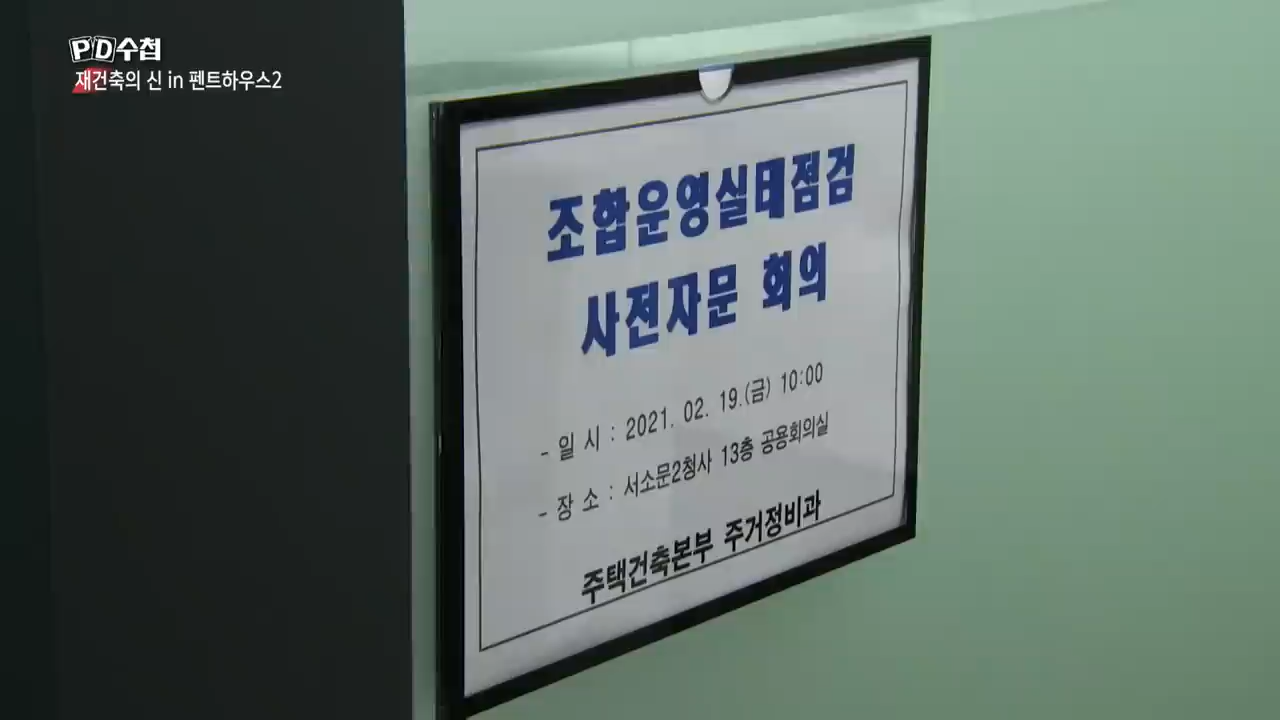 PD수첩
재건축의 신 in 펜트하우스2
조합운영실태점검
사전자문 회의
- 일 시 : 2021. 02. 19.(금) 10:00
- 장 소 : 서소문2청사 13층 공용회의실
주택건축본부 주거정비과